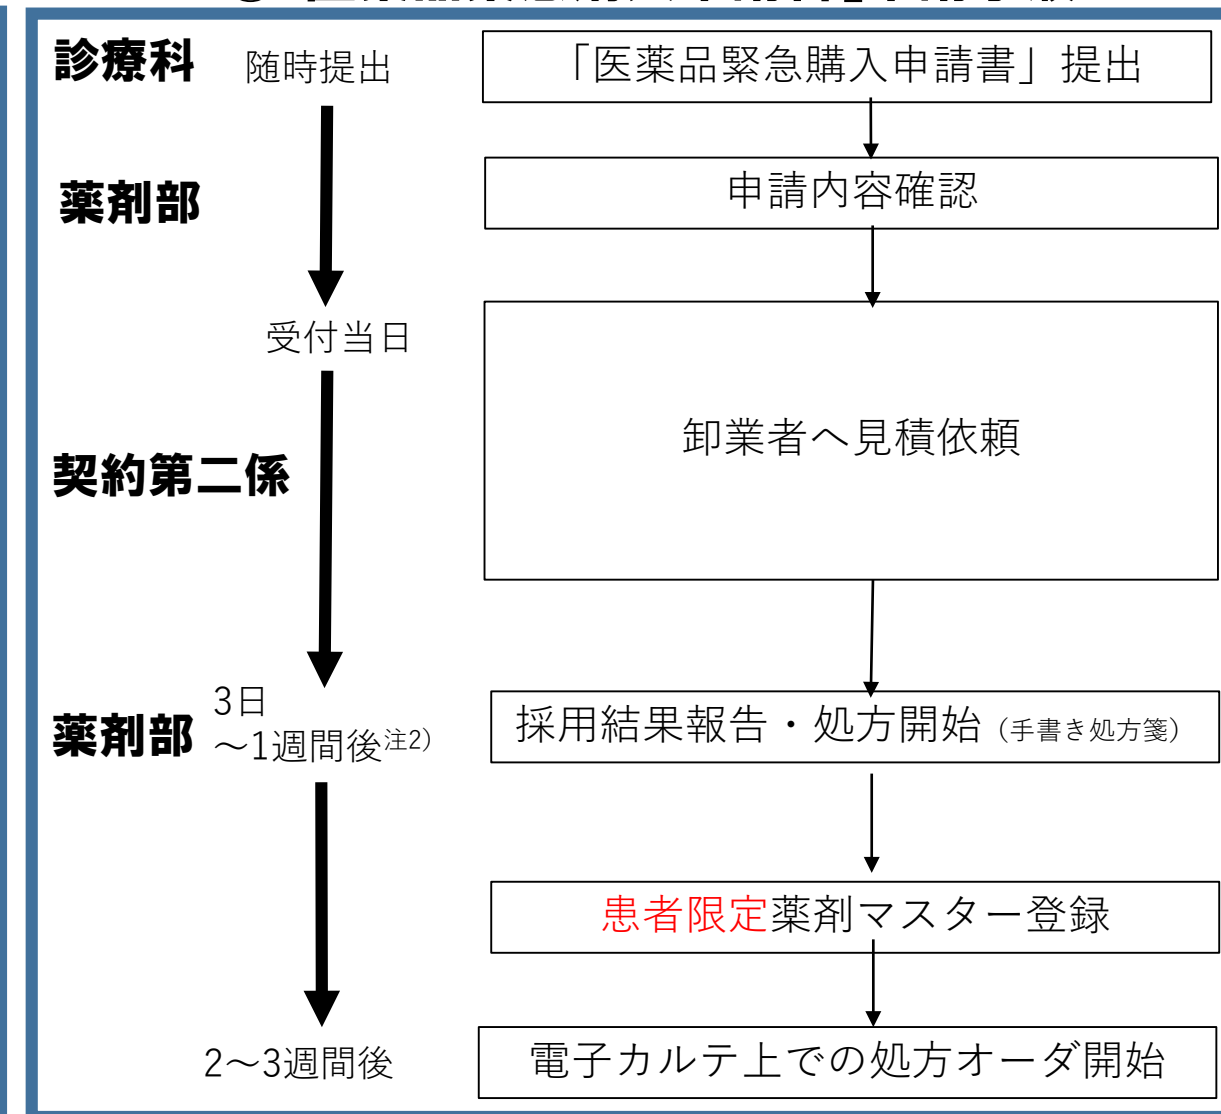 診療科
随時提出
「医薬品緊急購入申請書」提出
薬剤部
申請内容確認
受付当日
卸業者へ見積依頼
契約第二係
薬剤部
3日
～1週間後注2)
採用結果報告・処方開始（手書き処方箋）
患者限定薬剤マスター登録
2～3週間後
電子カルテ上での処方オーダ開始